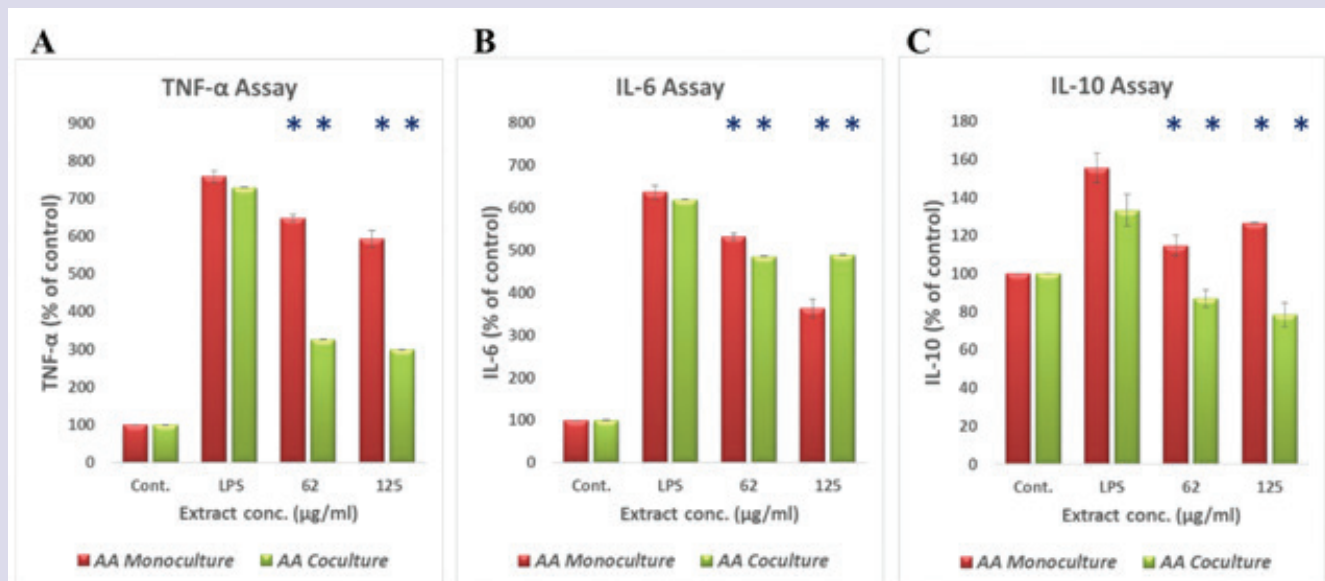 A
TNF-α Assay
TNF-α (% of control)
900
800
700
600
500
400
300
200
100
0
* * * *
Cont. LPS 62 125
Extract conc. (µg/ml)
AA Monoculture AA Coculture
B
IL-6 Assay
IL-6 (% of control)
800
700
600
500
400
300
200
100
0
* * * *
Cont. LPS 62 125
Extract conc. (µg/ml)
AA Monoculture AA Coculture
C
IL-10 Assay
IL-10 (% of control)
180
160
140
120
100
80
60
40
20
0
* * * *
Cont. LPS 62 125
Extract conc. (µg/ml)
AA Monoculture AA Coculture